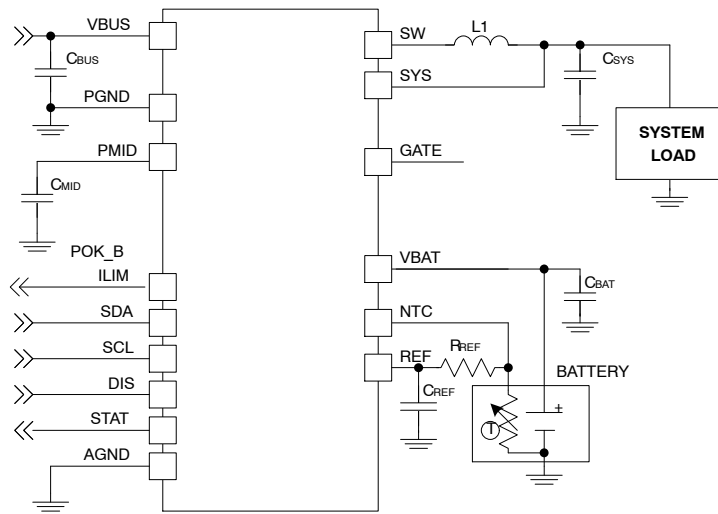 VBUS
CBUS
PGND
PMID
CMID
POK_B
ILIM
SDA
SCL
DIS
STAT
AGND
SW
L1
SYS
CSYS
SYSTEM
LOAD
GATE
VBAT
CBAT
NTC
REF
RREF
CREF
BATTERY
T
+